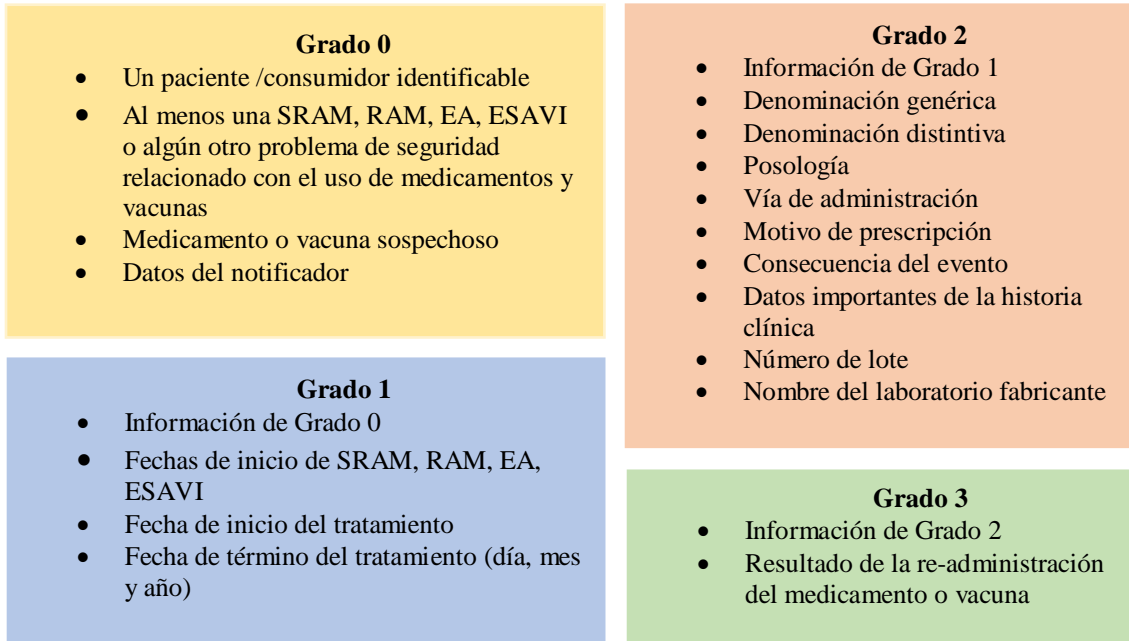 Grado 0
• Un paciente /consumidor identificable
• Al menos una SRAM, RAM, EA, ESAVI
o algún otro problema de seguridad
relacionado con el uso de medicamentos y
vacunas
• Medicamento o vacuna sospechoso
• Datos del notificador
Grado 1
• Información de Grado 0
• Fechas de inicio de SRAM, RAM, EA,
ESAVI
• Fecha de inicio del tratamiento
• Fecha de término del tratamiento (día, mes
y año)
Grado 2
• Información de Grado 1
• Denominación genérica
• Denominación distintiva
• Posología
• Vía de administración
• Motivo de prescripción
• Consecuencia del evento
• Datos importantes de la historia
clínica
• Número de lote
• Nombre del laboratorio fabricante
Grado 3
• Información de Grado 2
• Resultado de la re-administración
del medicamento o vacuna